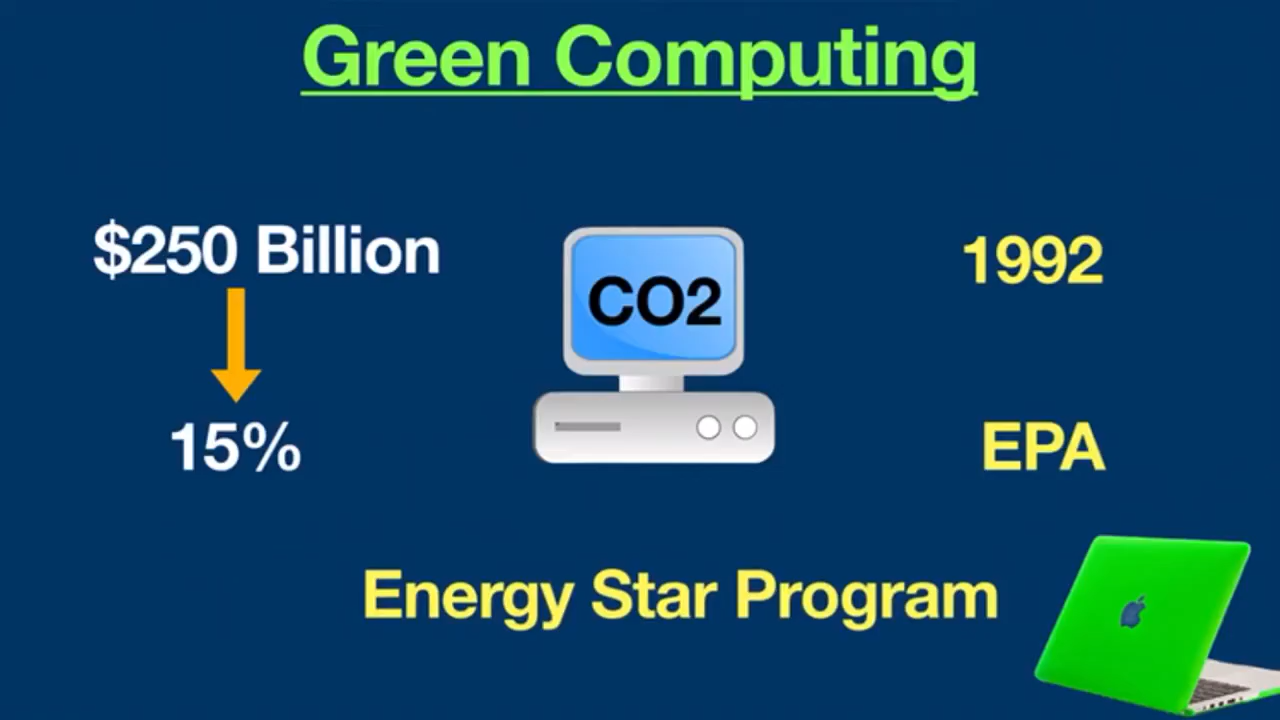 Green Computing
$250 Billion
CO2
1992
15%
EPA
Energy Star Program